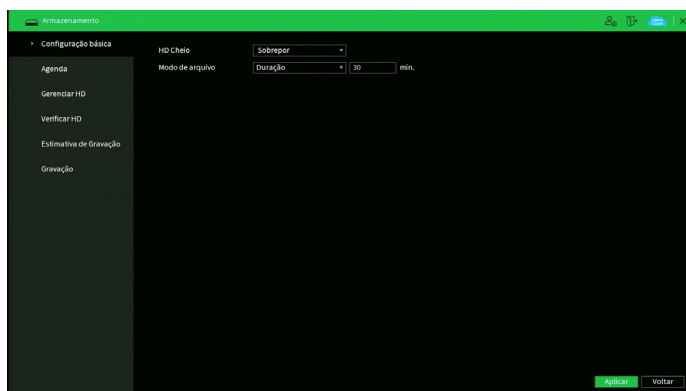 Armazenamento
> Configuração básica
Agenda
Gerenciar HD
Verificar HD
Estimativa de Gravação
Gravação
HD Cheio Sobrepor
Modo de arquivo Duração 30 min.
Aplicar Voltar